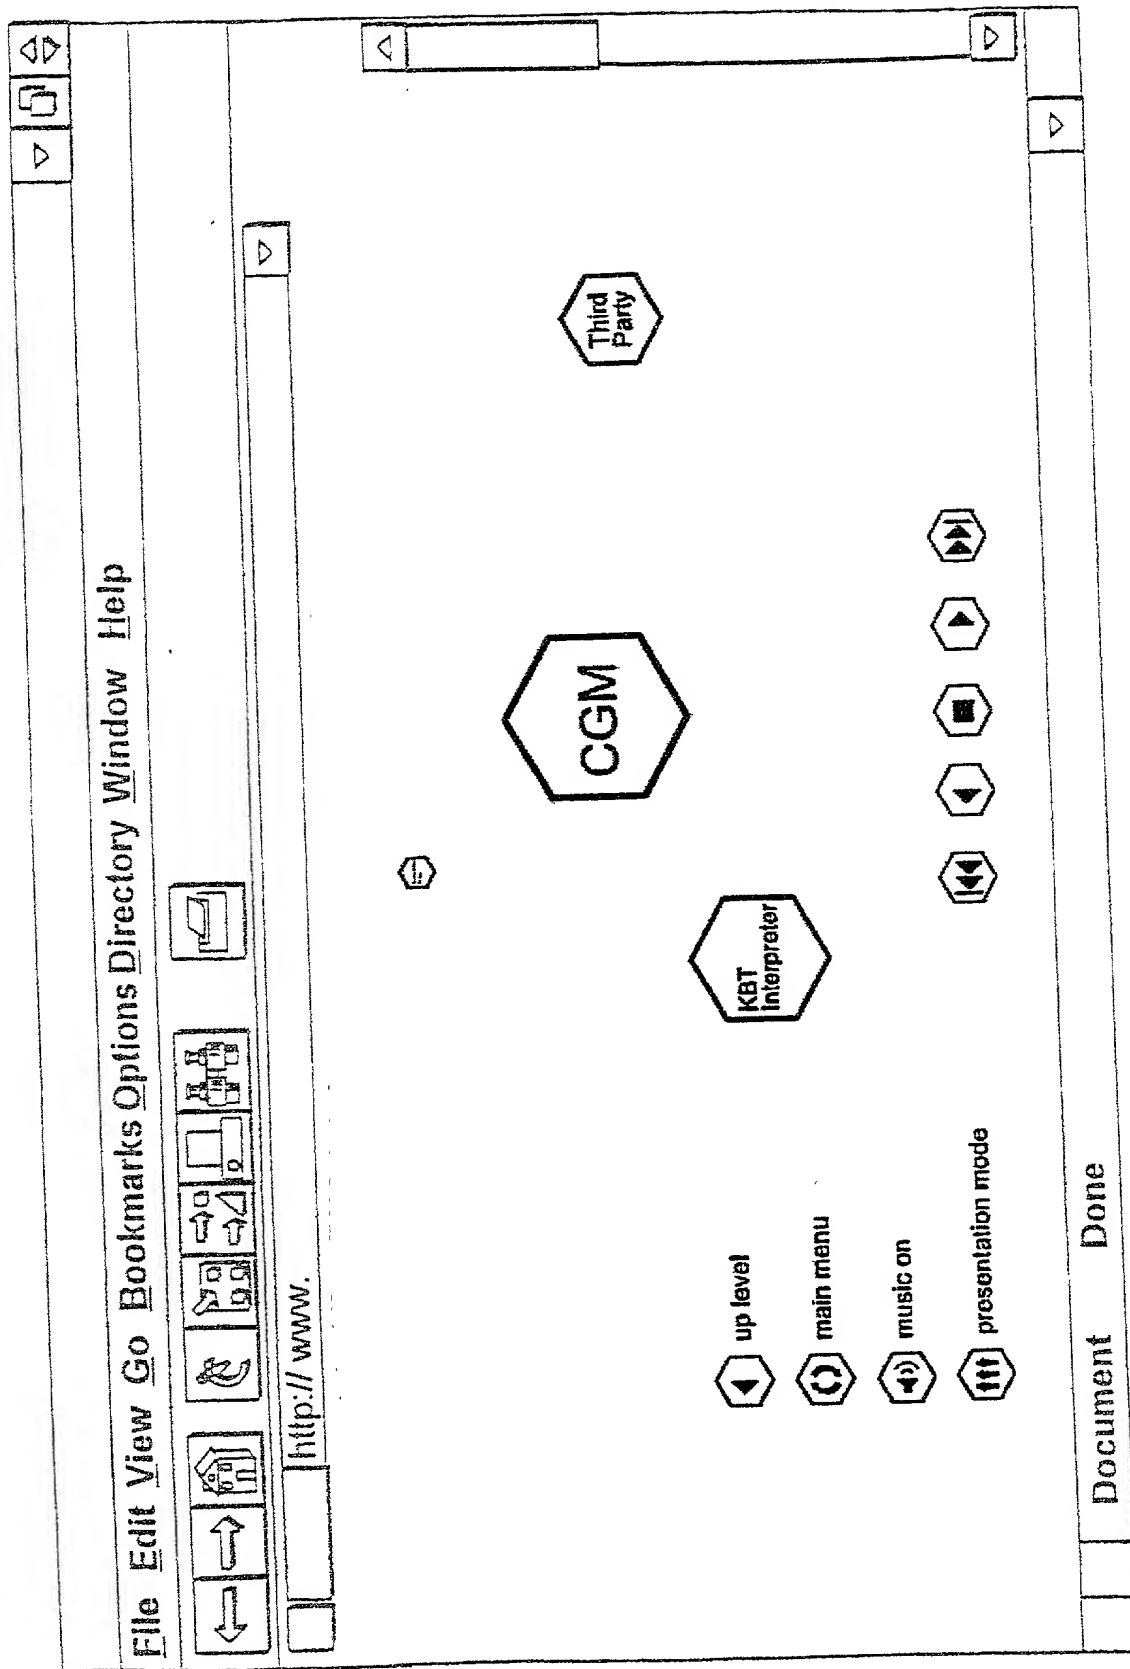 File Edit View Go Bookmarks Options Directory Window Help
http:// www.
CGM
Third
Party
KBT
Interpreter
up level
main menu
music on
presentation mode
Document Done